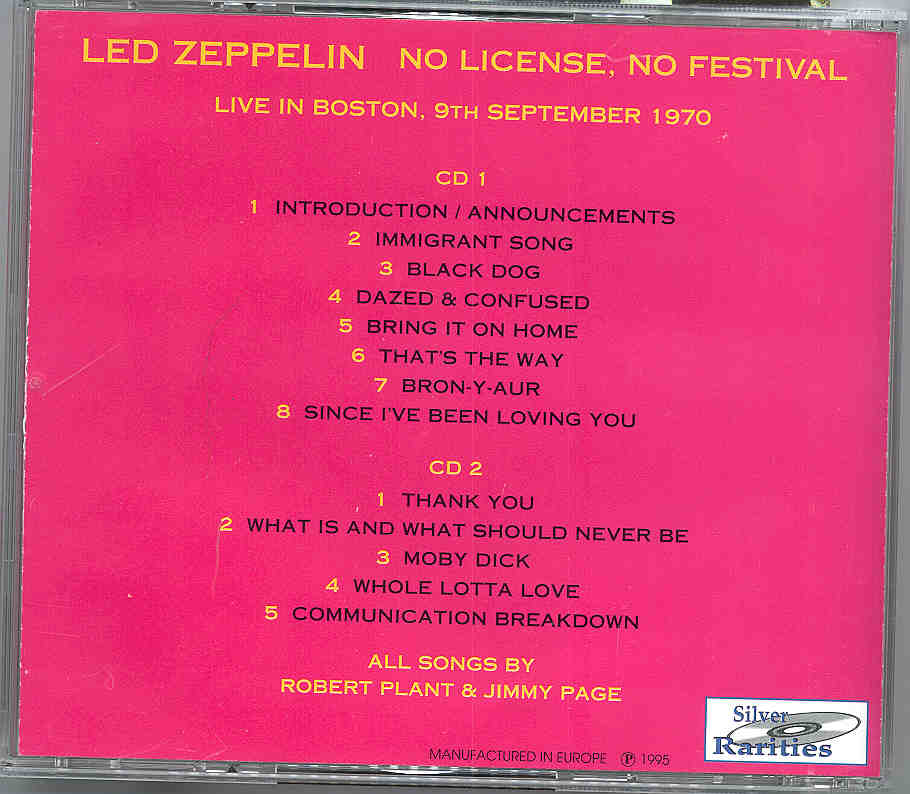 LED ZEPPELIN NO LICENSE, NO FESTIVAL
LIVE IN BOSTON, 9TH SEPTEMBER 1970
CD 1
1 INTRODUCTION / ANNOUNCEMENTS
2 IMMIGRANT SONG
3 BLACK DOG
4 DAZED & CONFUSED
5 BRING IT ON HOME
6 THAT'S THE WAY
7 BRON-Y-AUR
8 SINCE I'VE BEEN LOVING YOU
CD 2
1 THANK YOU
2 WHAT IS AND WHAT SHOULD NEVER BE
3 MOBY DICK
4 WHOLE LOTTA LOVE
5 COMMUNICATION BREAKDOWN
ALL SONGS BY
ROBERT PLANT & JIMMY PAGE
Silver
Rarities
MANUFACTURED IN EUROPE ℗ 1995